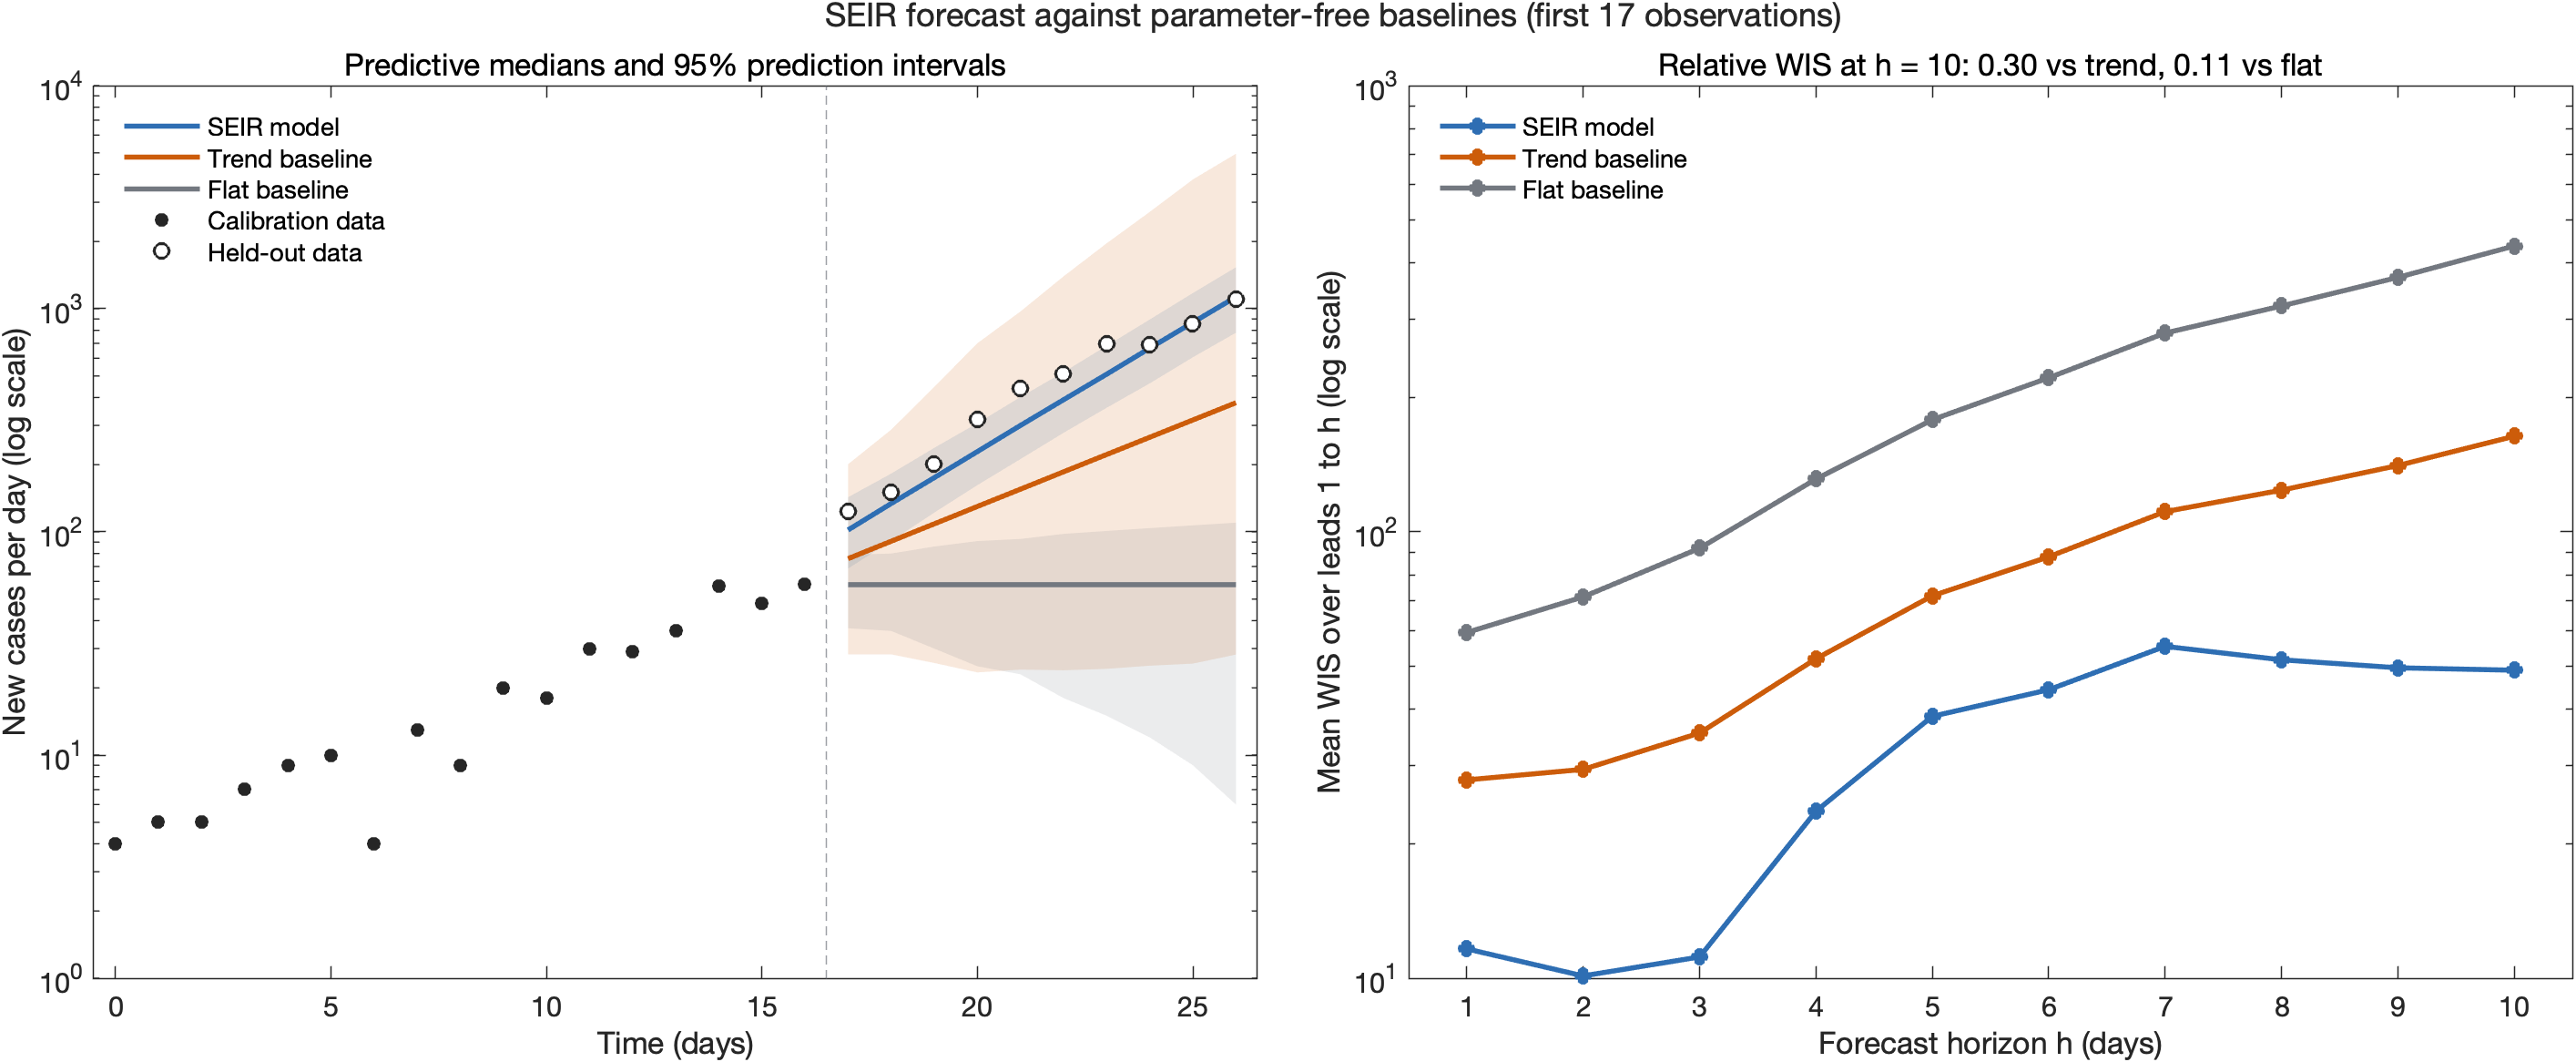 SEIR forecast against parameter-free baselines (first 17 observations)
Predictive medians and 95% prediction intervals
New cases per day (log scale)
10^4
10^3
10^2
10^1
10^0
SEIR model
Trend baseline
Flat baseline
Calibration data
Held-out data
0 5 10 15 20 25
Time (days)
Relative WIS at h = 10: 0.30 vs trend, 0.11 vs flat
Mean WIS over leads 1 to h (log scale)
10^3
10^2
10^1
SEIR model
Trend baseline
Flat baseline
1 2 3 4 5 6 7 8 9 10
Forecast horizon h (days)